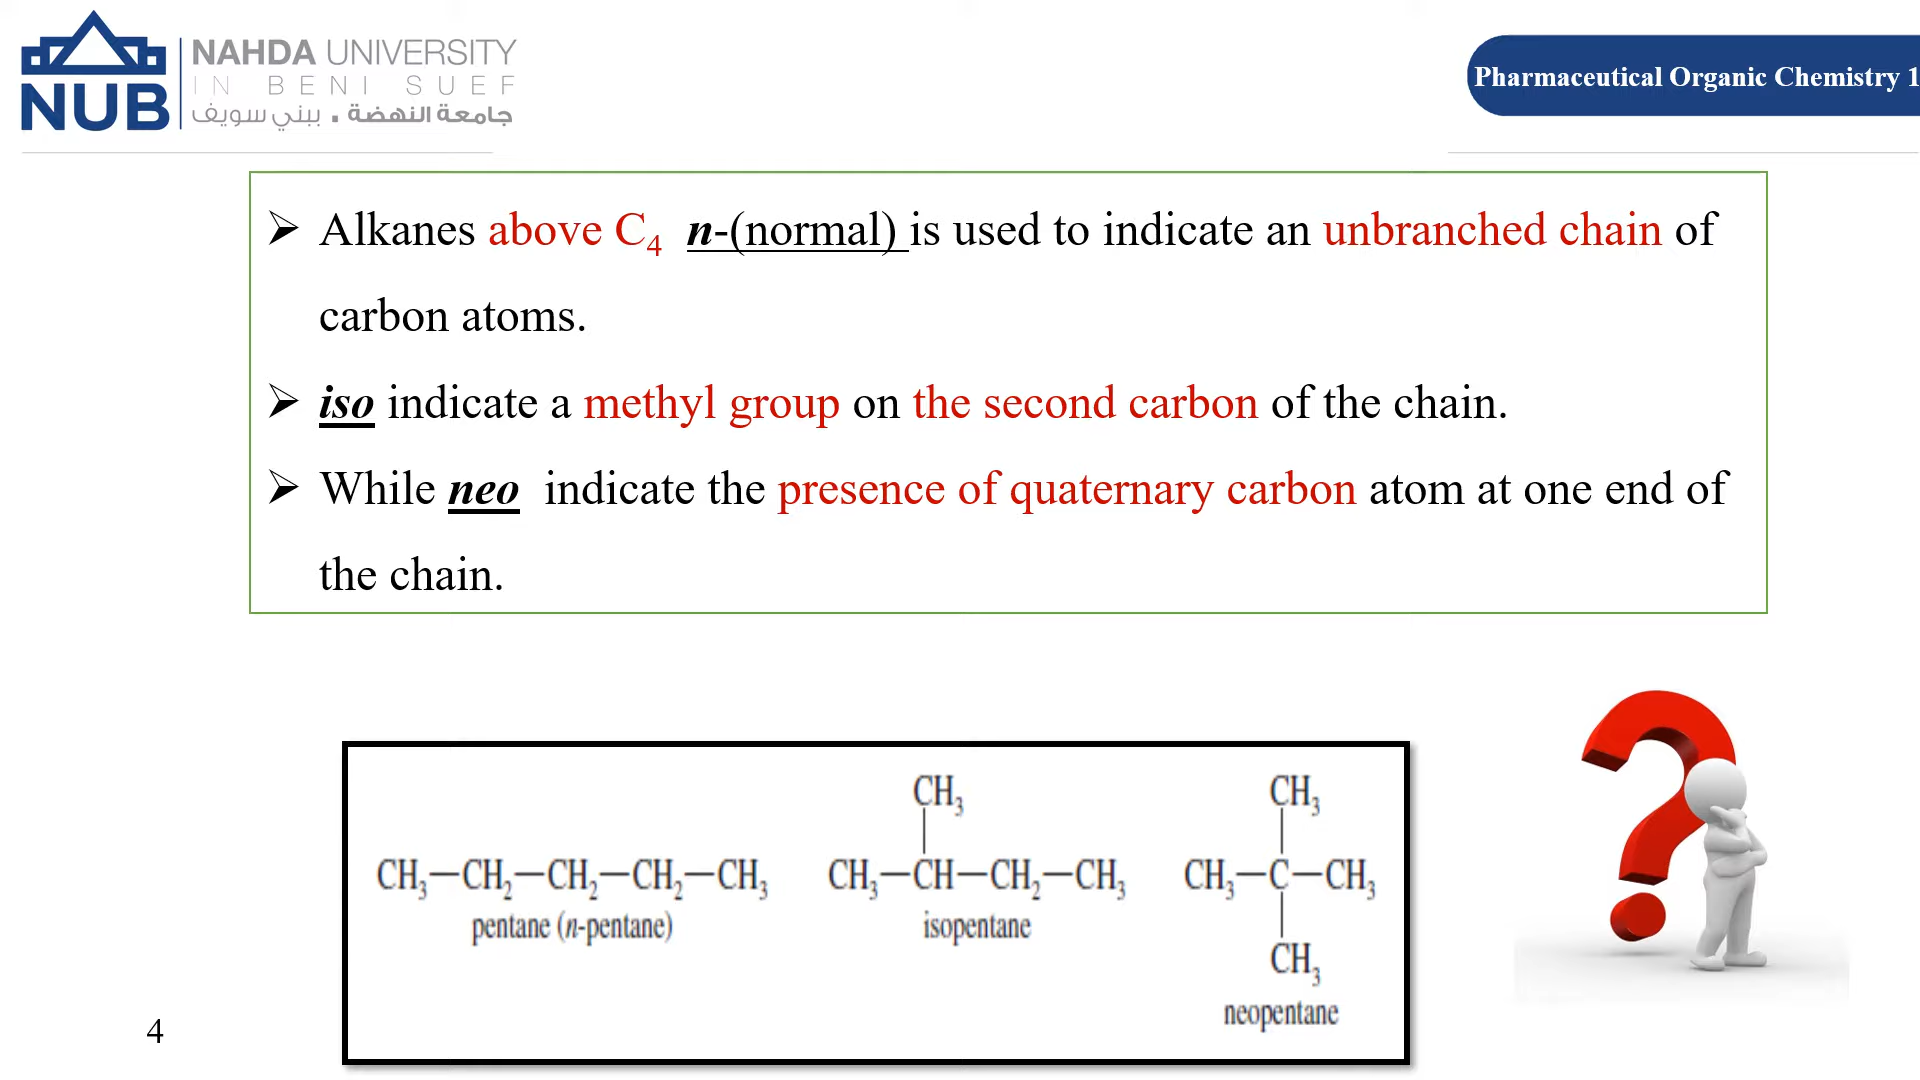 NAHDA UNIVERSITY
IN BENI SUEF
NUB
جامعة النهضة . ببني سويف
Pharmaceutical Organic Chemistry 1
➢ Alkanes above C₄ n-(normal) is used to indicate an unbranched chain of
carbon atoms.
➢ iso indicate a methyl group on the second carbon of the chain.
➢ While neo indicate the presence of quaternary carbon atom at one end of
the chain.
CH₃ CH₃
CH₃—CH₂—CH₂—CH₂—CH₃ CH₃—CH—CH₂—CH₃ CH₃—C—CH₃
pentane (n-pentane) isopentane
CH₃
neopentane
4